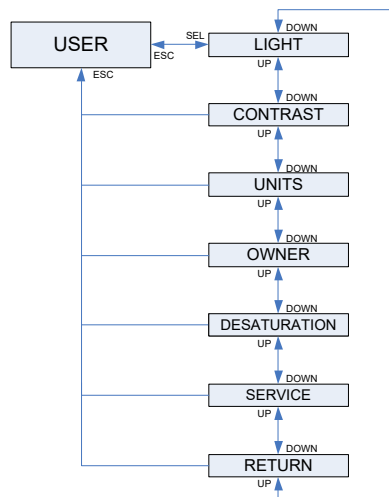 DOWN
USER
SEL
LIGHT
ESC
UP
ESC
DOWN
CONTRAST
UP
DOWN
UNITS
UP
DOWN
OWNER
UP
DOWN
DESATURATION
UP
DOWN
SERVICE
UP
DOWN
RETURN
UP